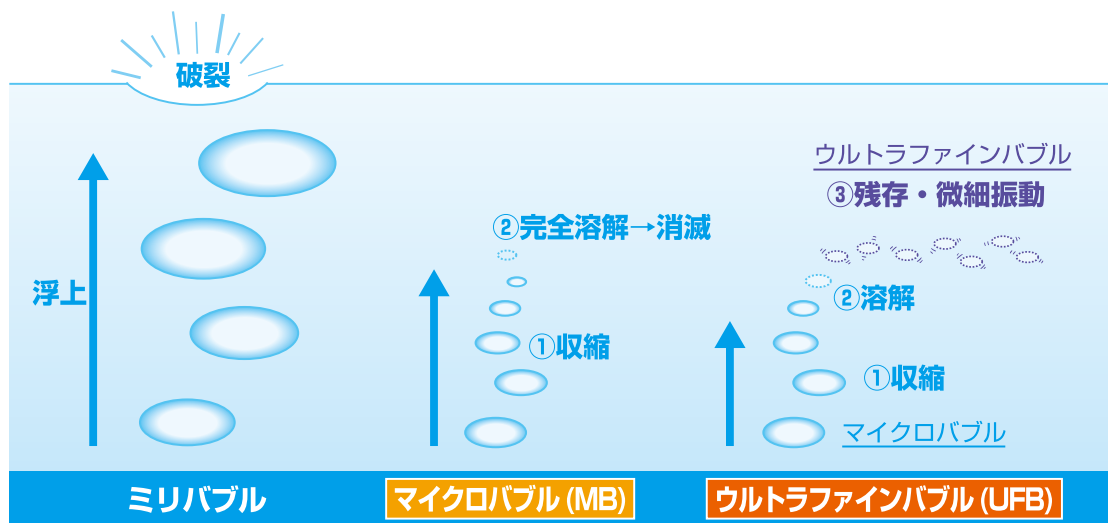 破裂
浮上
ミリバブル
②完全溶解→消滅
①収縮
マイクロバブル(MB)
ウルトラファインバブル
③残存・微細振動
②溶解
①収縮
マイクロバブル
ウルトラファインバブル(UFB)